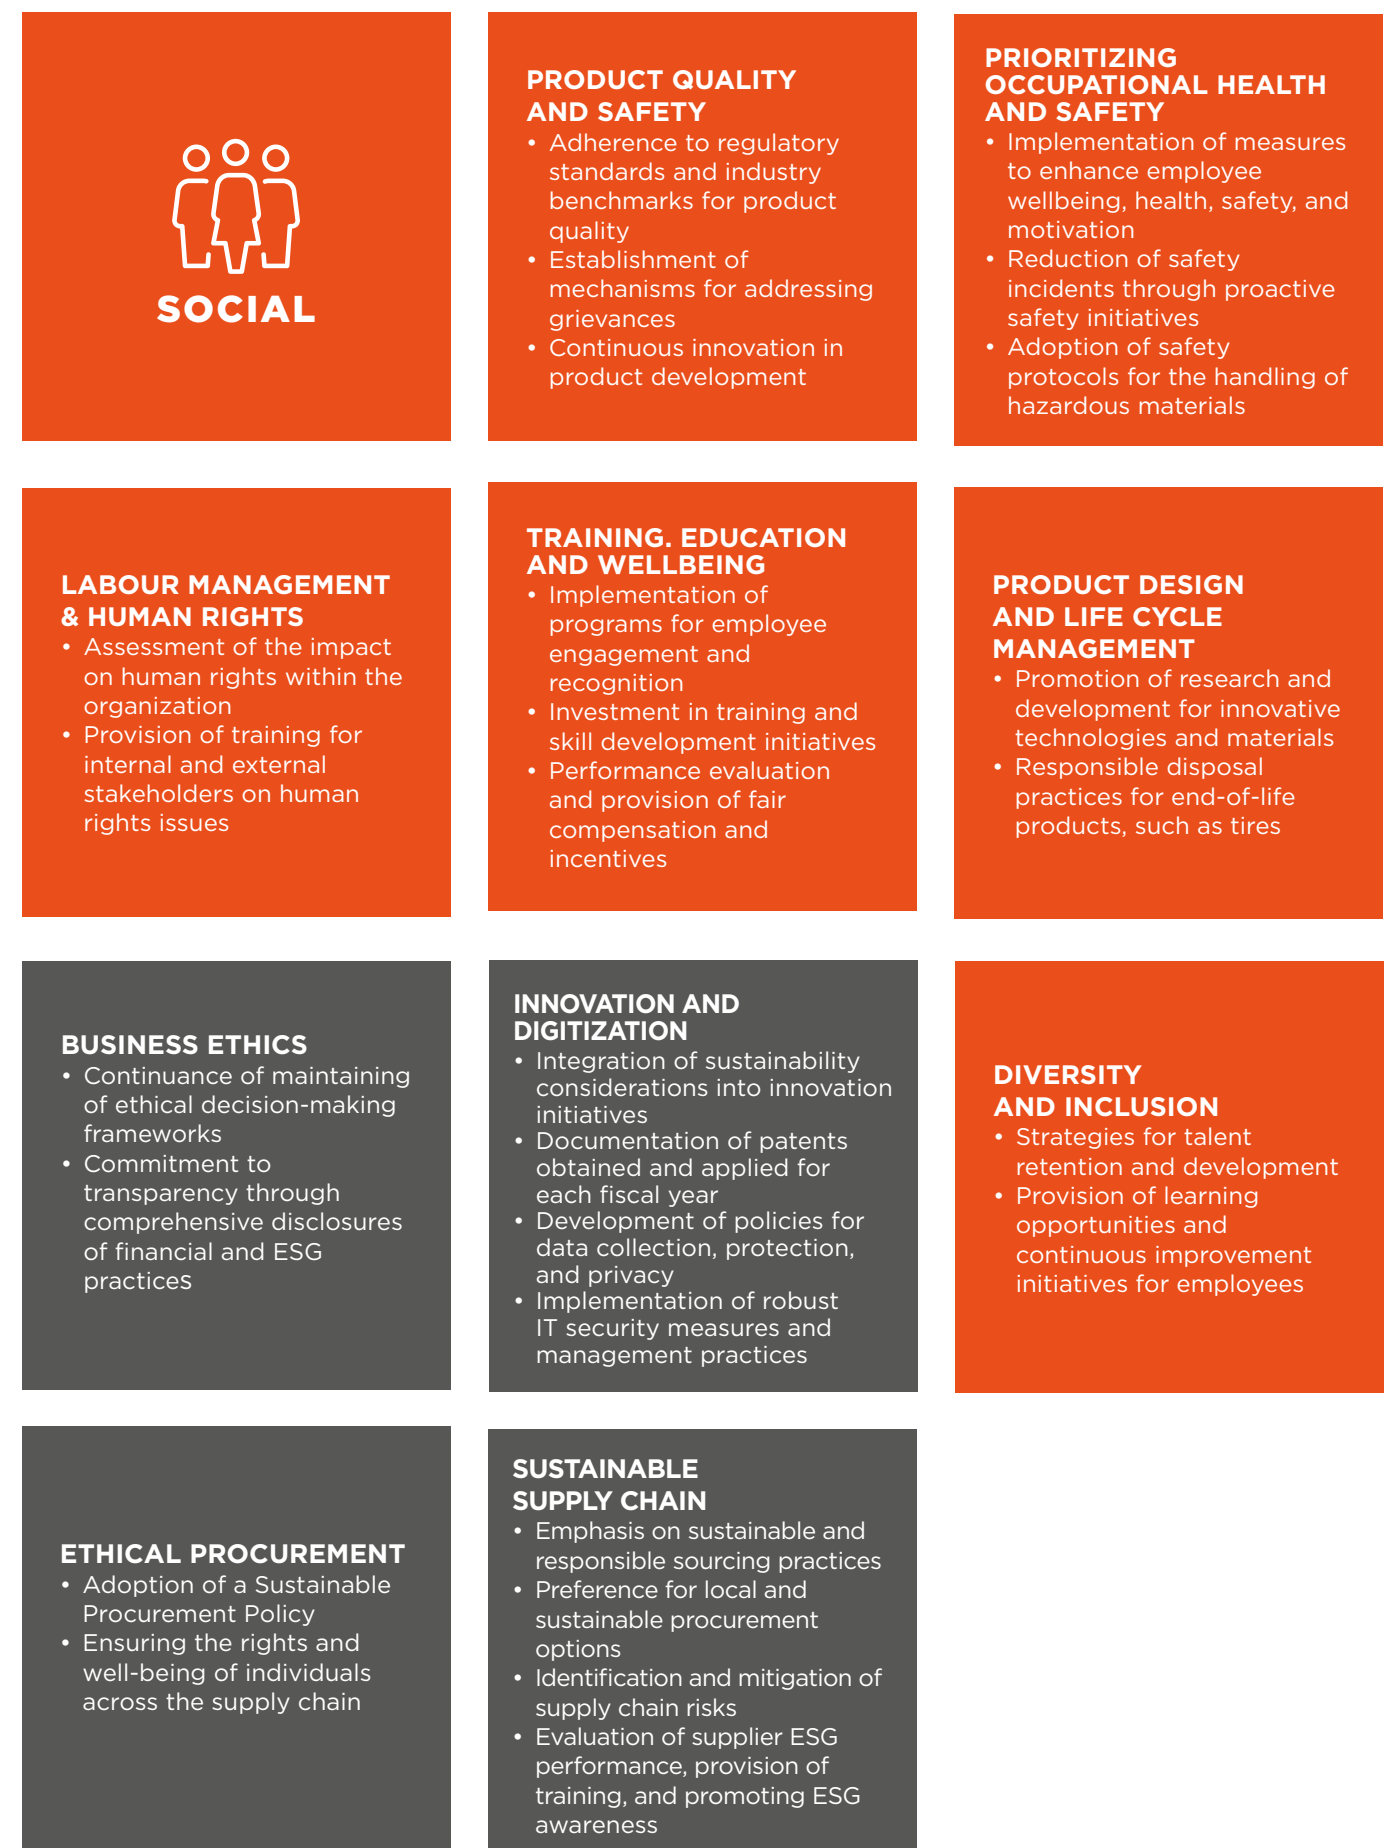 SOCIAL
PRODUCT QUALITY
AND SAFETY
• Adherence to regulatory
standards and industry
benchmarks for product
quality
• Establishment of
mechanisms for addressing
grievances
• Continuous innovation in
product development
PRIORITIZING
OCCUPATIONAL HEALTH
AND SAFETY
• Implementation of measures
to enhance employee
wellbeing, health, safety, and
motivation
• Reduction of safety
incidents through proactive
safety initiatives
• Adoption of safety
protocols for the handling of
hazardous materials
LABOUR MANAGEMENT
& HUMAN RIGHTS
• Assessment of the impact
on human rights within the
organization
• Provision of training for
internal and external
stakeholders on human
rights issues
TRAINING. EDUCATION
AND WELLBEING
• Implementation of
programs for employee
engagement and
recognition
• Investment in training and
skill development initiatives
• Performance evaluation
and provision of fair
compensation and
incentives
PRODUCT DESIGN
AND LIFE CYCLE
MANAGEMENT
• Promotion of research and
development for innovative
technologies and materials
• Responsible disposal
practices for end-of-life
products, such as tires
BUSINESS ETHICS
• Continuance of maintaining
of ethical decision-making
frameworks
• Commitment to
transparency through
comprehensive disclosures
of financial and ESG
practices
INNOVATION AND
DIGITIZATION
• Integration of sustainability
considerations into innovation
initiatives
• Documentation of patents
obtained and applied for
each fiscal year
• Development of policies for
data collection, protection,
and privacy
• Implementation of robust
IT security measures and
management practices
DIVERSITY
AND INCLUSION
• Strategies for talent
retention and development
• Provision of learning
opportunities and
continuous improvement
initiatives for employees
ETHICAL PROCUREMENT
• Adoption of a Sustainable
Procurement Policy
• Ensuring the rights and
well-being of individuals
across the supply chain
SUSTAINABLE
SUPPLY CHAIN
• Emphasis on sustainable and
responsible sourcing practices
• Preference for local and
sustainable procurement
options
• Identification and mitigation of
supply chain risks
• Evaluation of supplier ESG
performance, provision of
training, and promoting ESG
awareness